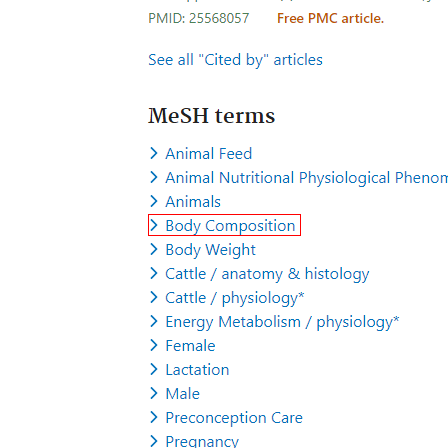 PMID: 25568057 Free PMC article.
See all "Cited by" articles
MeSH terms
Animal Feed
Animal Nutritional Physiological Phenom
Animals
Body Composition
Body Weight
Cattle / anatomy & histology
Cattle / physiology*
Energy Metabolism / physiology*
Female
Lactation
Male
Preconception Care
Pregnancy